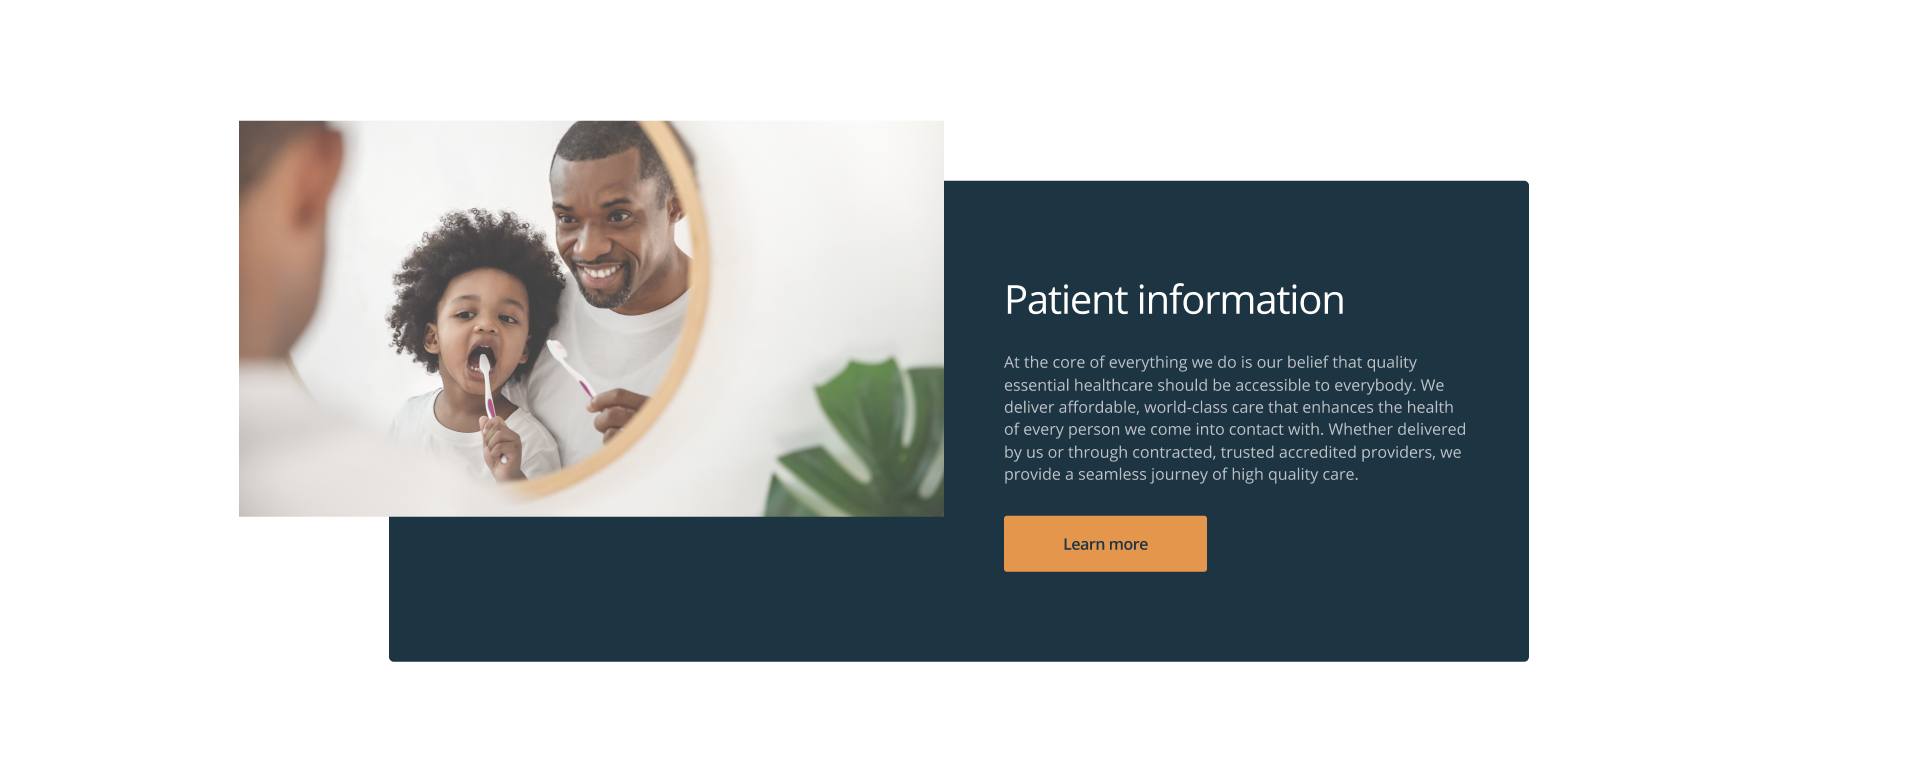 Patient information
At the core of everything we do is our belief that quality
essential healthcare should be accessible to everybody. We
deliver affordable, world-class care that enhances the health
of every person we come into contact with. Whether delivered
by us or through contracted, trusted accredited providers, we
provide a seamless journey of high quality care.
Learn more